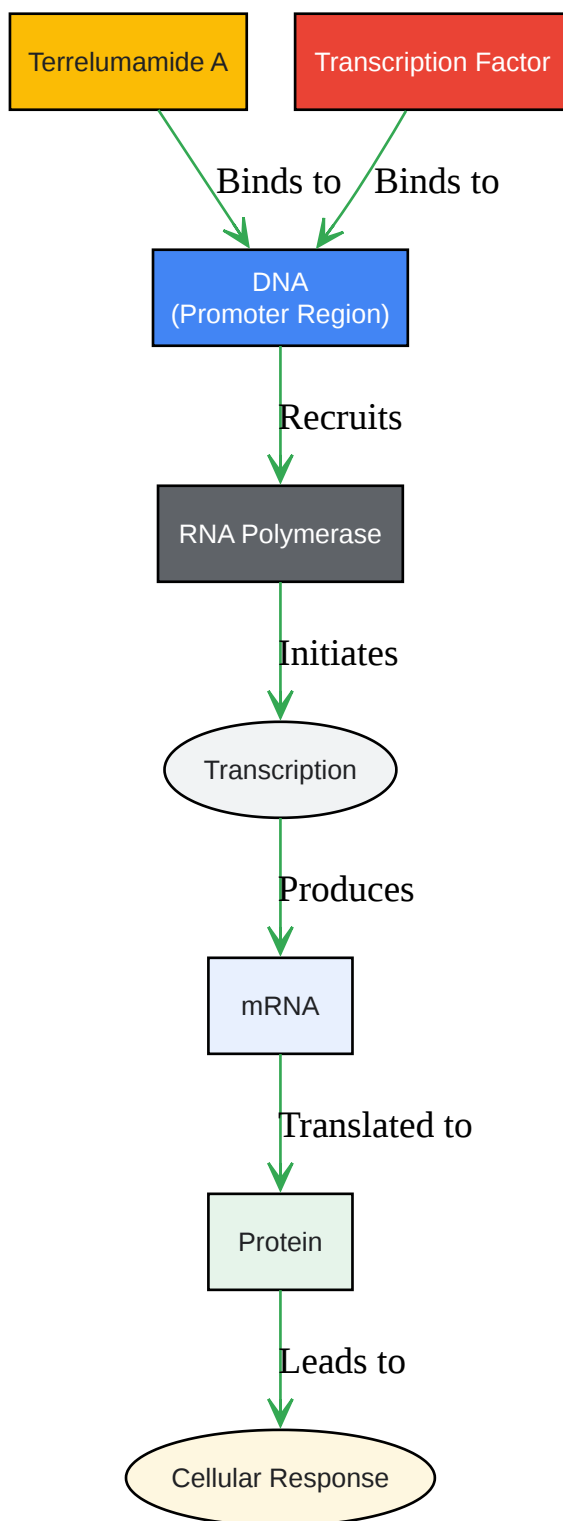 Terrelumamide A
Transcription Factor
Binds to
Binds to
DNA
(Promoter Region)
Recruits
RNA Polymerase
Initiates
Transcription
Produces
mRNA
Translated to
Protein
Leads to
Cellular Response